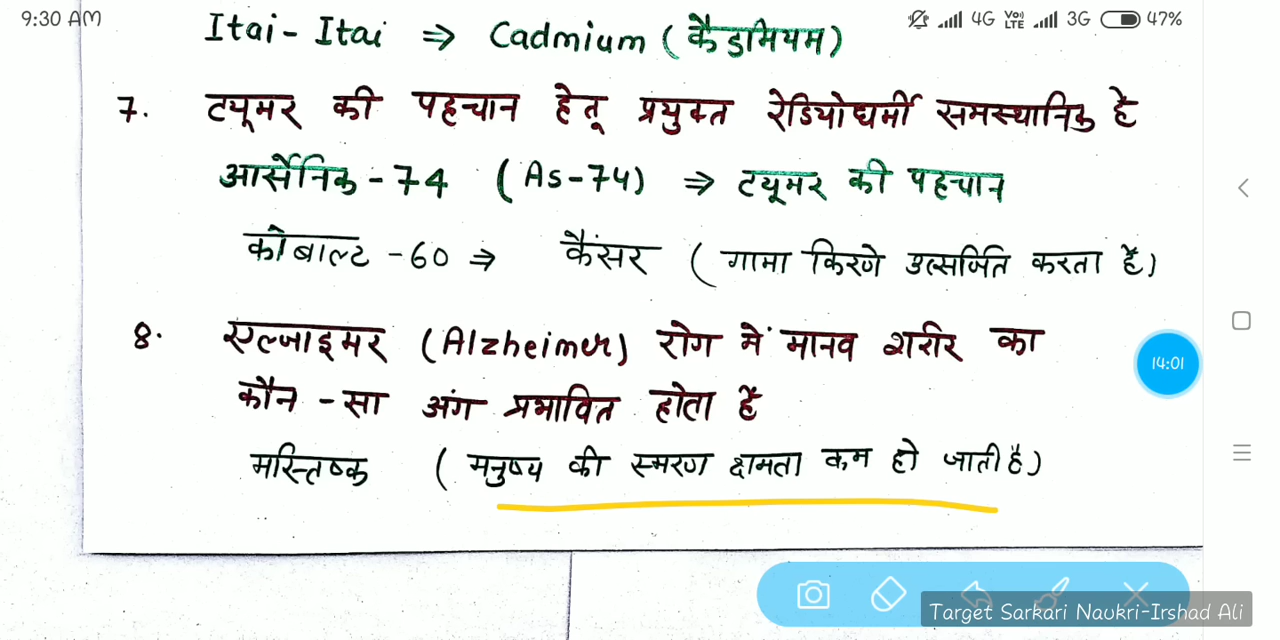 9:30 AM 4G VoLTE 3G 47%
Itai-Itai ⇒ Cadmium (कैडमियम)
7. ट्यूमर की पहचान हेतू प्रयुक्त रेडियोधर्मी समस्थानिक है
आर्सेनिक-74 (As-74) ⇒ ट्यूमर की पहचान
कोबाल्ट-60 ⇒ कैंसर (गामा किरणे उत्सर्जित करता है)
8. एल्जाइमर (Alzheimer) रोग में मानव शरीर का
14:01
कौन-सा अंग प्रभावित होता है
मस्तिष्क (मनुष्य की स्मरण क्षमता कम हो जाती है)
Target Sarkari Naukri-Irshad Ali